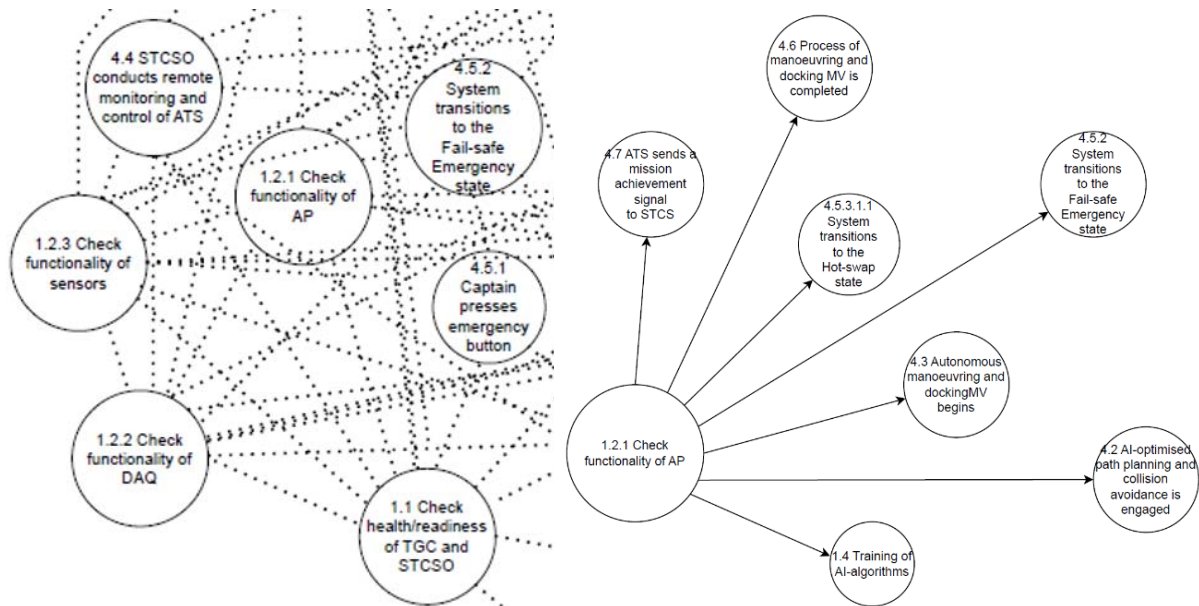 4.4 STCSO
conducts remote
monitoring and
control of ATS
4.5.2
System
transitions
to the
Fail-safe
Emergency
state
1.2.1 Check
functionality of
AP
1.2.3 Check
functionality of
sensors
4.5.1
Captain
presses
emergency
button
1.2.2 Check
functionality of
DAQ
1.1 Check
health/readiness
of TGC and
STCSO
4.6 Process of
manoeuvring and
docking MV is
completed
4.7 ATS sends a
mission
achievement
signal
to STCS
4.5.3.1.1
System
transitions
to the
Hot-swap
state
4.5.2
System
transitions
to the
Fail-safe
Emergency
state
4.3 Autonomous
manoeuvring and
dockingMV
begins
1.2.1 Check
functionality of AP
4.2 AI-optimised
path planning and
collision
avoidance is
engaged
1.4 Training of
AI-algorithms